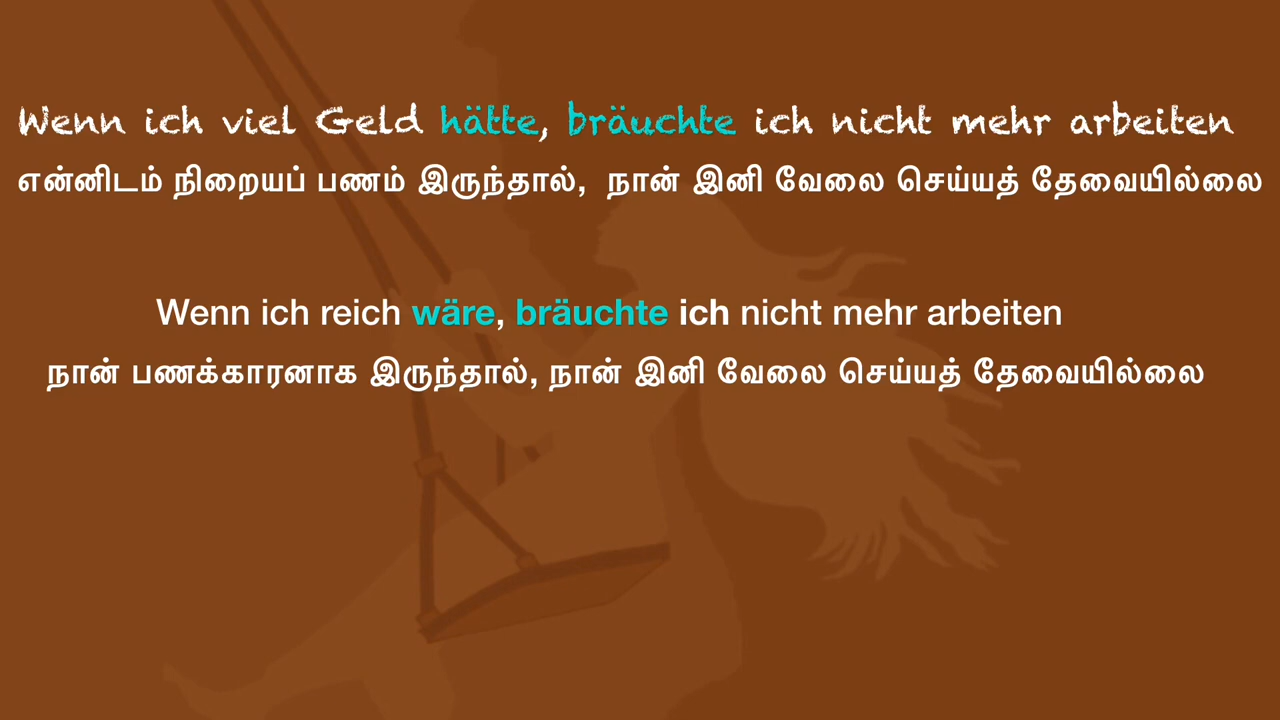 Wenn ich viel Geld hätte, bräuchte ich nicht mehr arbeiten
என்னிடம் நிறையப் பணம் இருந்தால், நான் இனி வேலை செய்யத் தேவையில்லை
Wenn ich reich wäre, bräuchte ich nicht mehr arbeiten
நான் பணக்காரனாக இருந்தால், நான் இனி வேலை செய்யத் தேவையில்லை